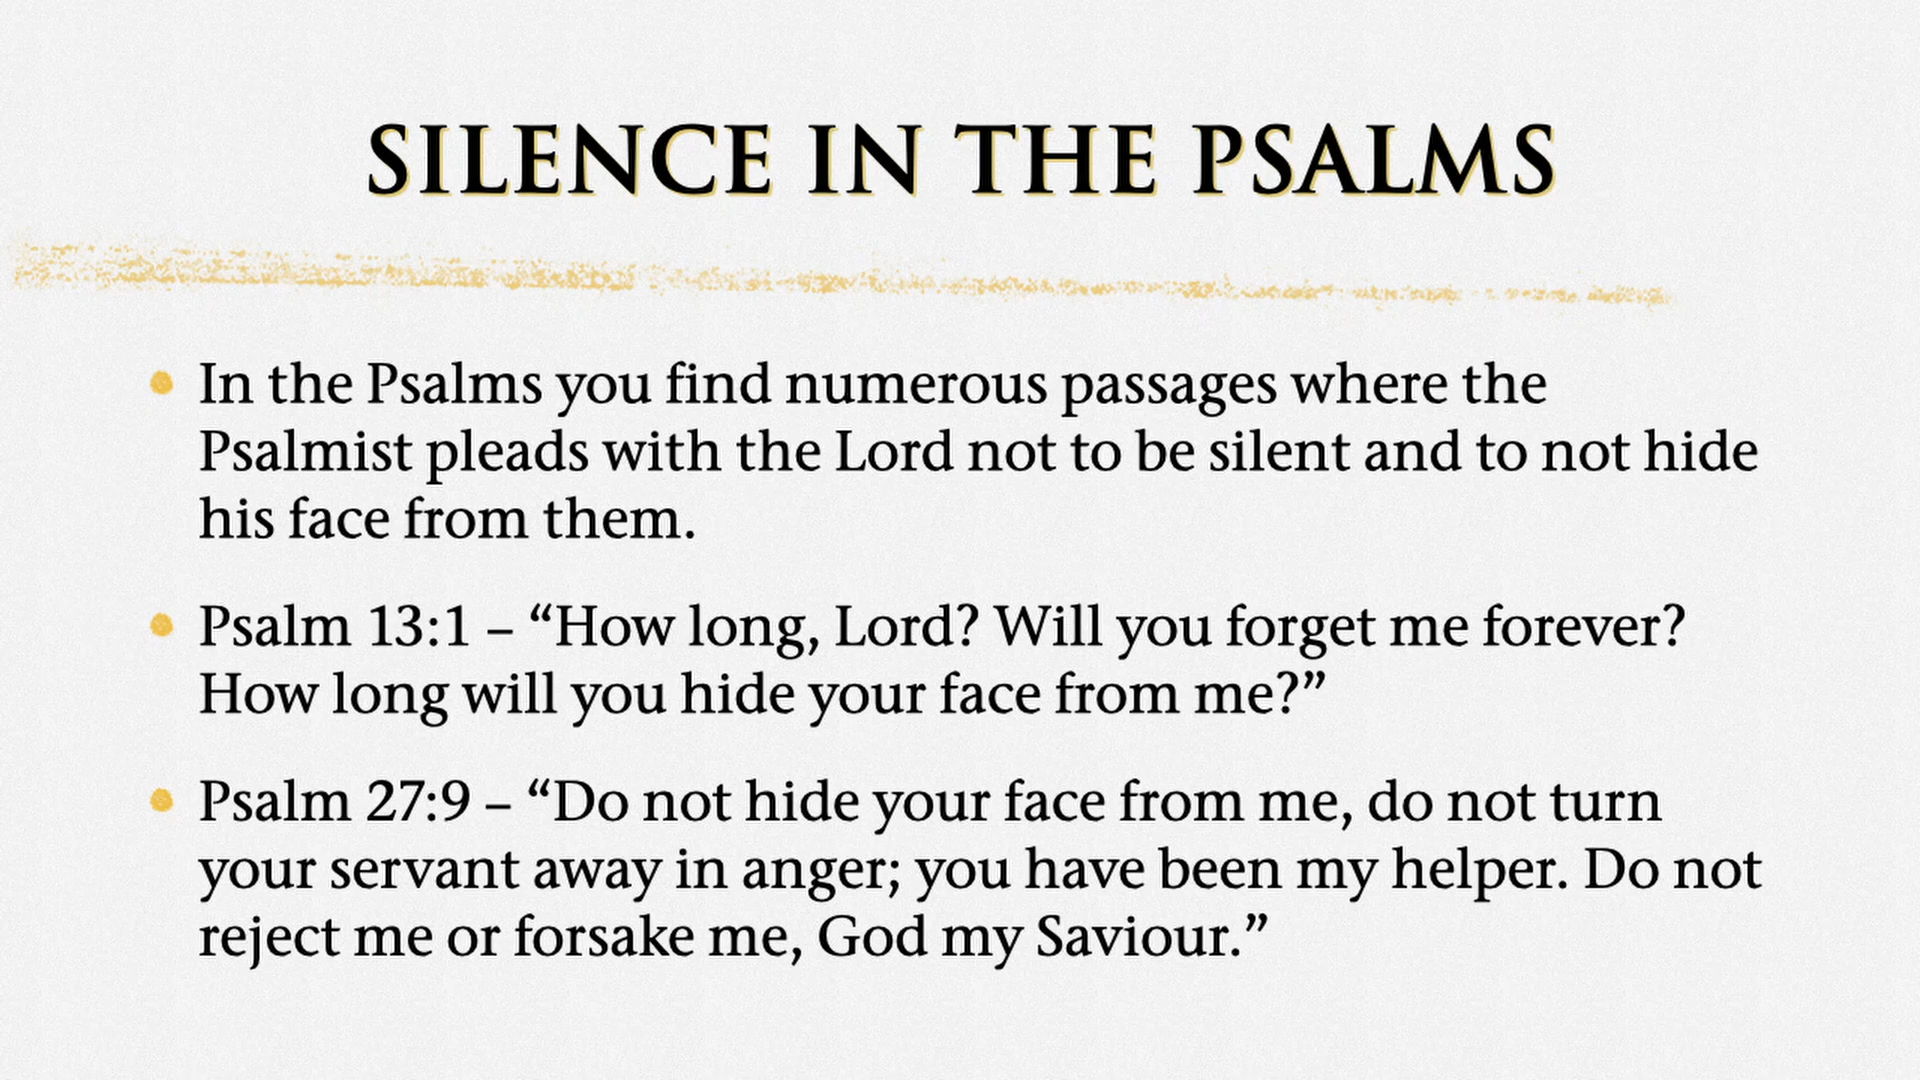 SILENCE IN THE PSALMS
• In the Psalms you find numerous passages where the
Psalmist pleads with the Lord not to be silent and to not hide
his face from them.
• Psalm 13:1 – “How long, Lord? Will you forget me forever?
How long will you hide your face from me?”
• Psalm 27:9 – “Do not hide your face from me, do not turn
your servant away in anger; you have been my helper. Do not
reject me or forsake me, God my Saviour.”